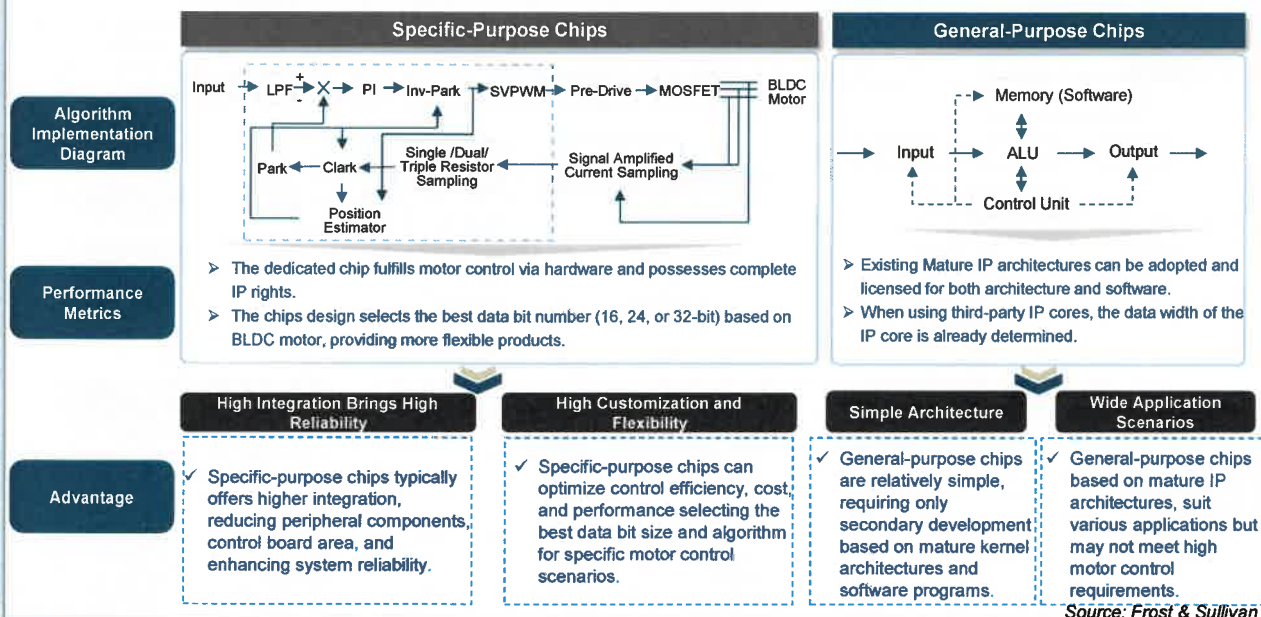 Specific-Purpose Chips
General-Purpose Chips
Algorithm
Implementation
Diagram
Input
LPF
+
-
×
PI
Inv-Park
SVPWM
Pre-Drive
MOSFET
BLDC
Motor
Park
Clark
Single /Dual/
Triple Resistor
Sampling
Signal Amplified
Current Sampling
Position
Estimator
Memory (Software)
Input
ALU
Output
Control Unit
Performance
Metrics
➢ The dedicated chip fulfills motor control via hardware and possesses complete
IP rights.
➢ The chips design selects the best data bit number (16, 24, or 32-bit) based on
BLDC motor, providing more flexible products.
➢ Existing Mature IP architectures can be adopted and
licensed for both architecture and software.
➢ When using third-party IP cores, the data width of the
IP core is already determined.
Advantage
High Integration Brings High
Reliability
✓ Specific-purpose chips typically
offers higher integration,
reducing peripheral components,
control board area, and
enhancing system reliability.
High Customization and
Flexibility
✓ Specific-purpose chips can
optimize control efficiency, cost,
and performance selecting the
best data bit size and algorithm
for specific motor control
scenarios.
Simple Architecture
✓ General-purpose chips
are relatively simple,
requiring only
secondary development
based on mature kernel
architectures and
software programs.
Wide Application
Scenarios
✓ General-purpose chips
based on mature IP
architectures, suit
various applications but
may not meet high
motor control
requirements.
Source: Frost & Sullivan